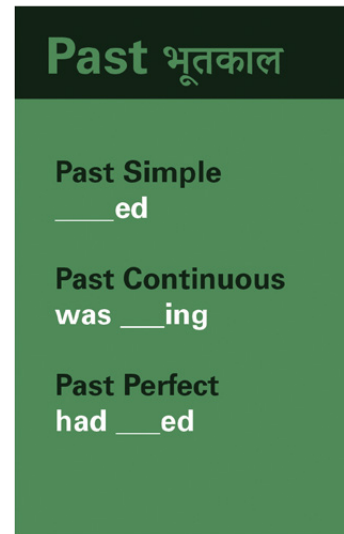 Past भूतकाल
Past Simple
____ed
Past Continuous
was ___ing
Past Perfect
had ___ed